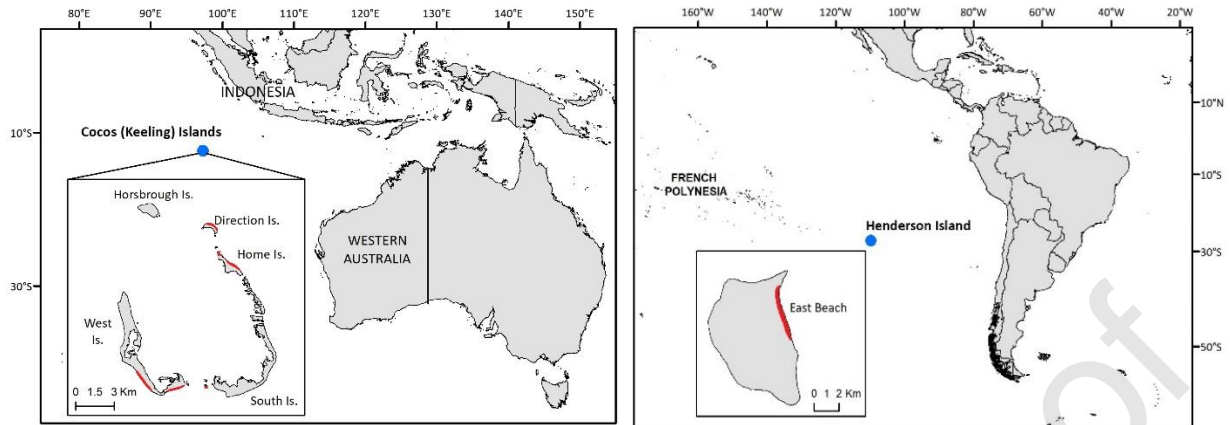 80°E 90°E 100°E 110°E 120°E 130°E 140°E 150°E
10°S
30°S
INDONESIA
Cocos (Keeling) Islands
Horsbrough Is.
Direction Is.
Home Is.
West
Is.
South Is.
0 1.5 3 Km
WESTERN
AUSTRALIA
160°W 140°W 120°W 100°W 80°W 60°W 40°W 20°W
10°N
10°S
30°S
50°S
FRENCH
POLYNESIA
Henderson Island
East Beach
0 1 2 Km
of